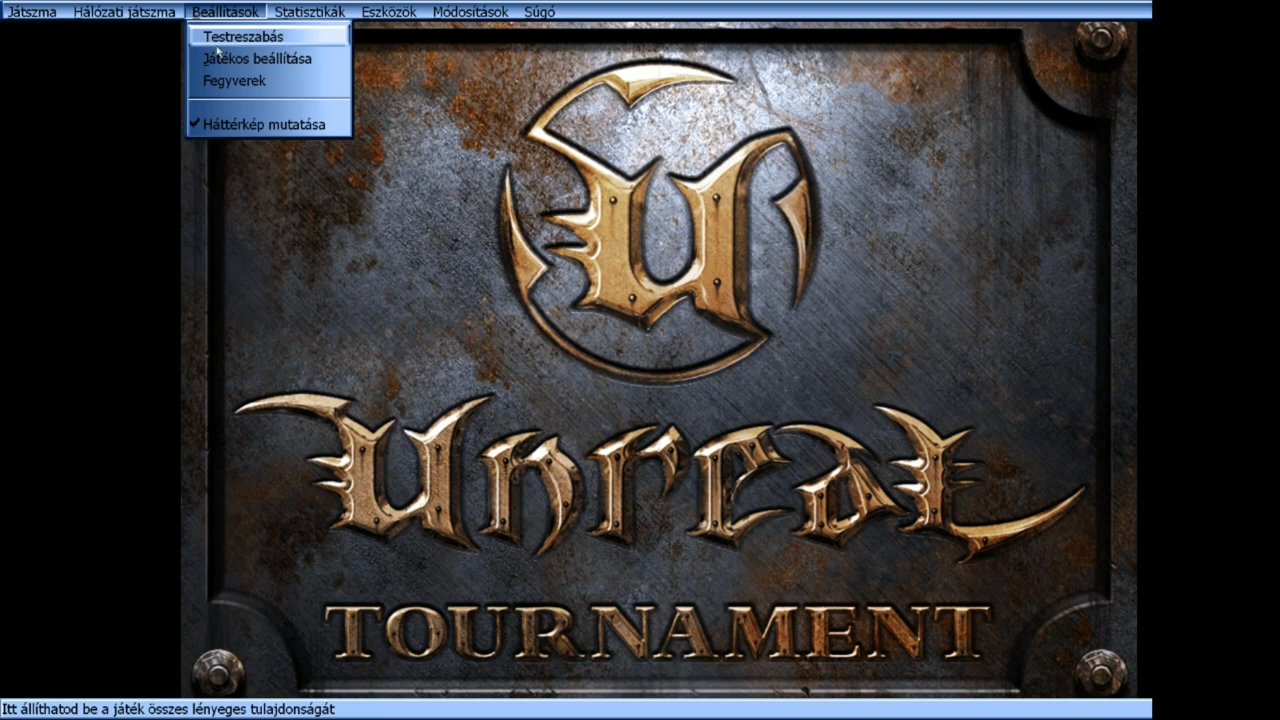 Játszma Hálózati játszma Beállítások Statisztikák Eszközök Módosítások Súgó
Testreszabás
Játékos beállítása
Fegyverek
Háttérkép mutatása
U
Unreal
TOURNAMENT
Itt állíthatod be a játék összes lényeges tulajdonságát